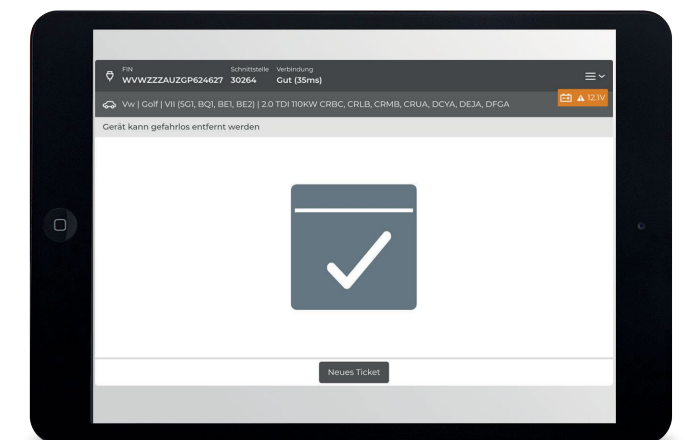 FIN Schnittstelle Verbindung
WVWZZZAUZGP624627 30264 Gut (35ms)
Vw | Golf | VII (5G1, BQ1, BE1, BE2) | 2.0 TDI 110KW CRBC, CRLB, CRMB, CRUA, DCYA, DEJA, DFGA
12.1V
Gerät kann gefahrlos entfernt werden
Neues Ticket